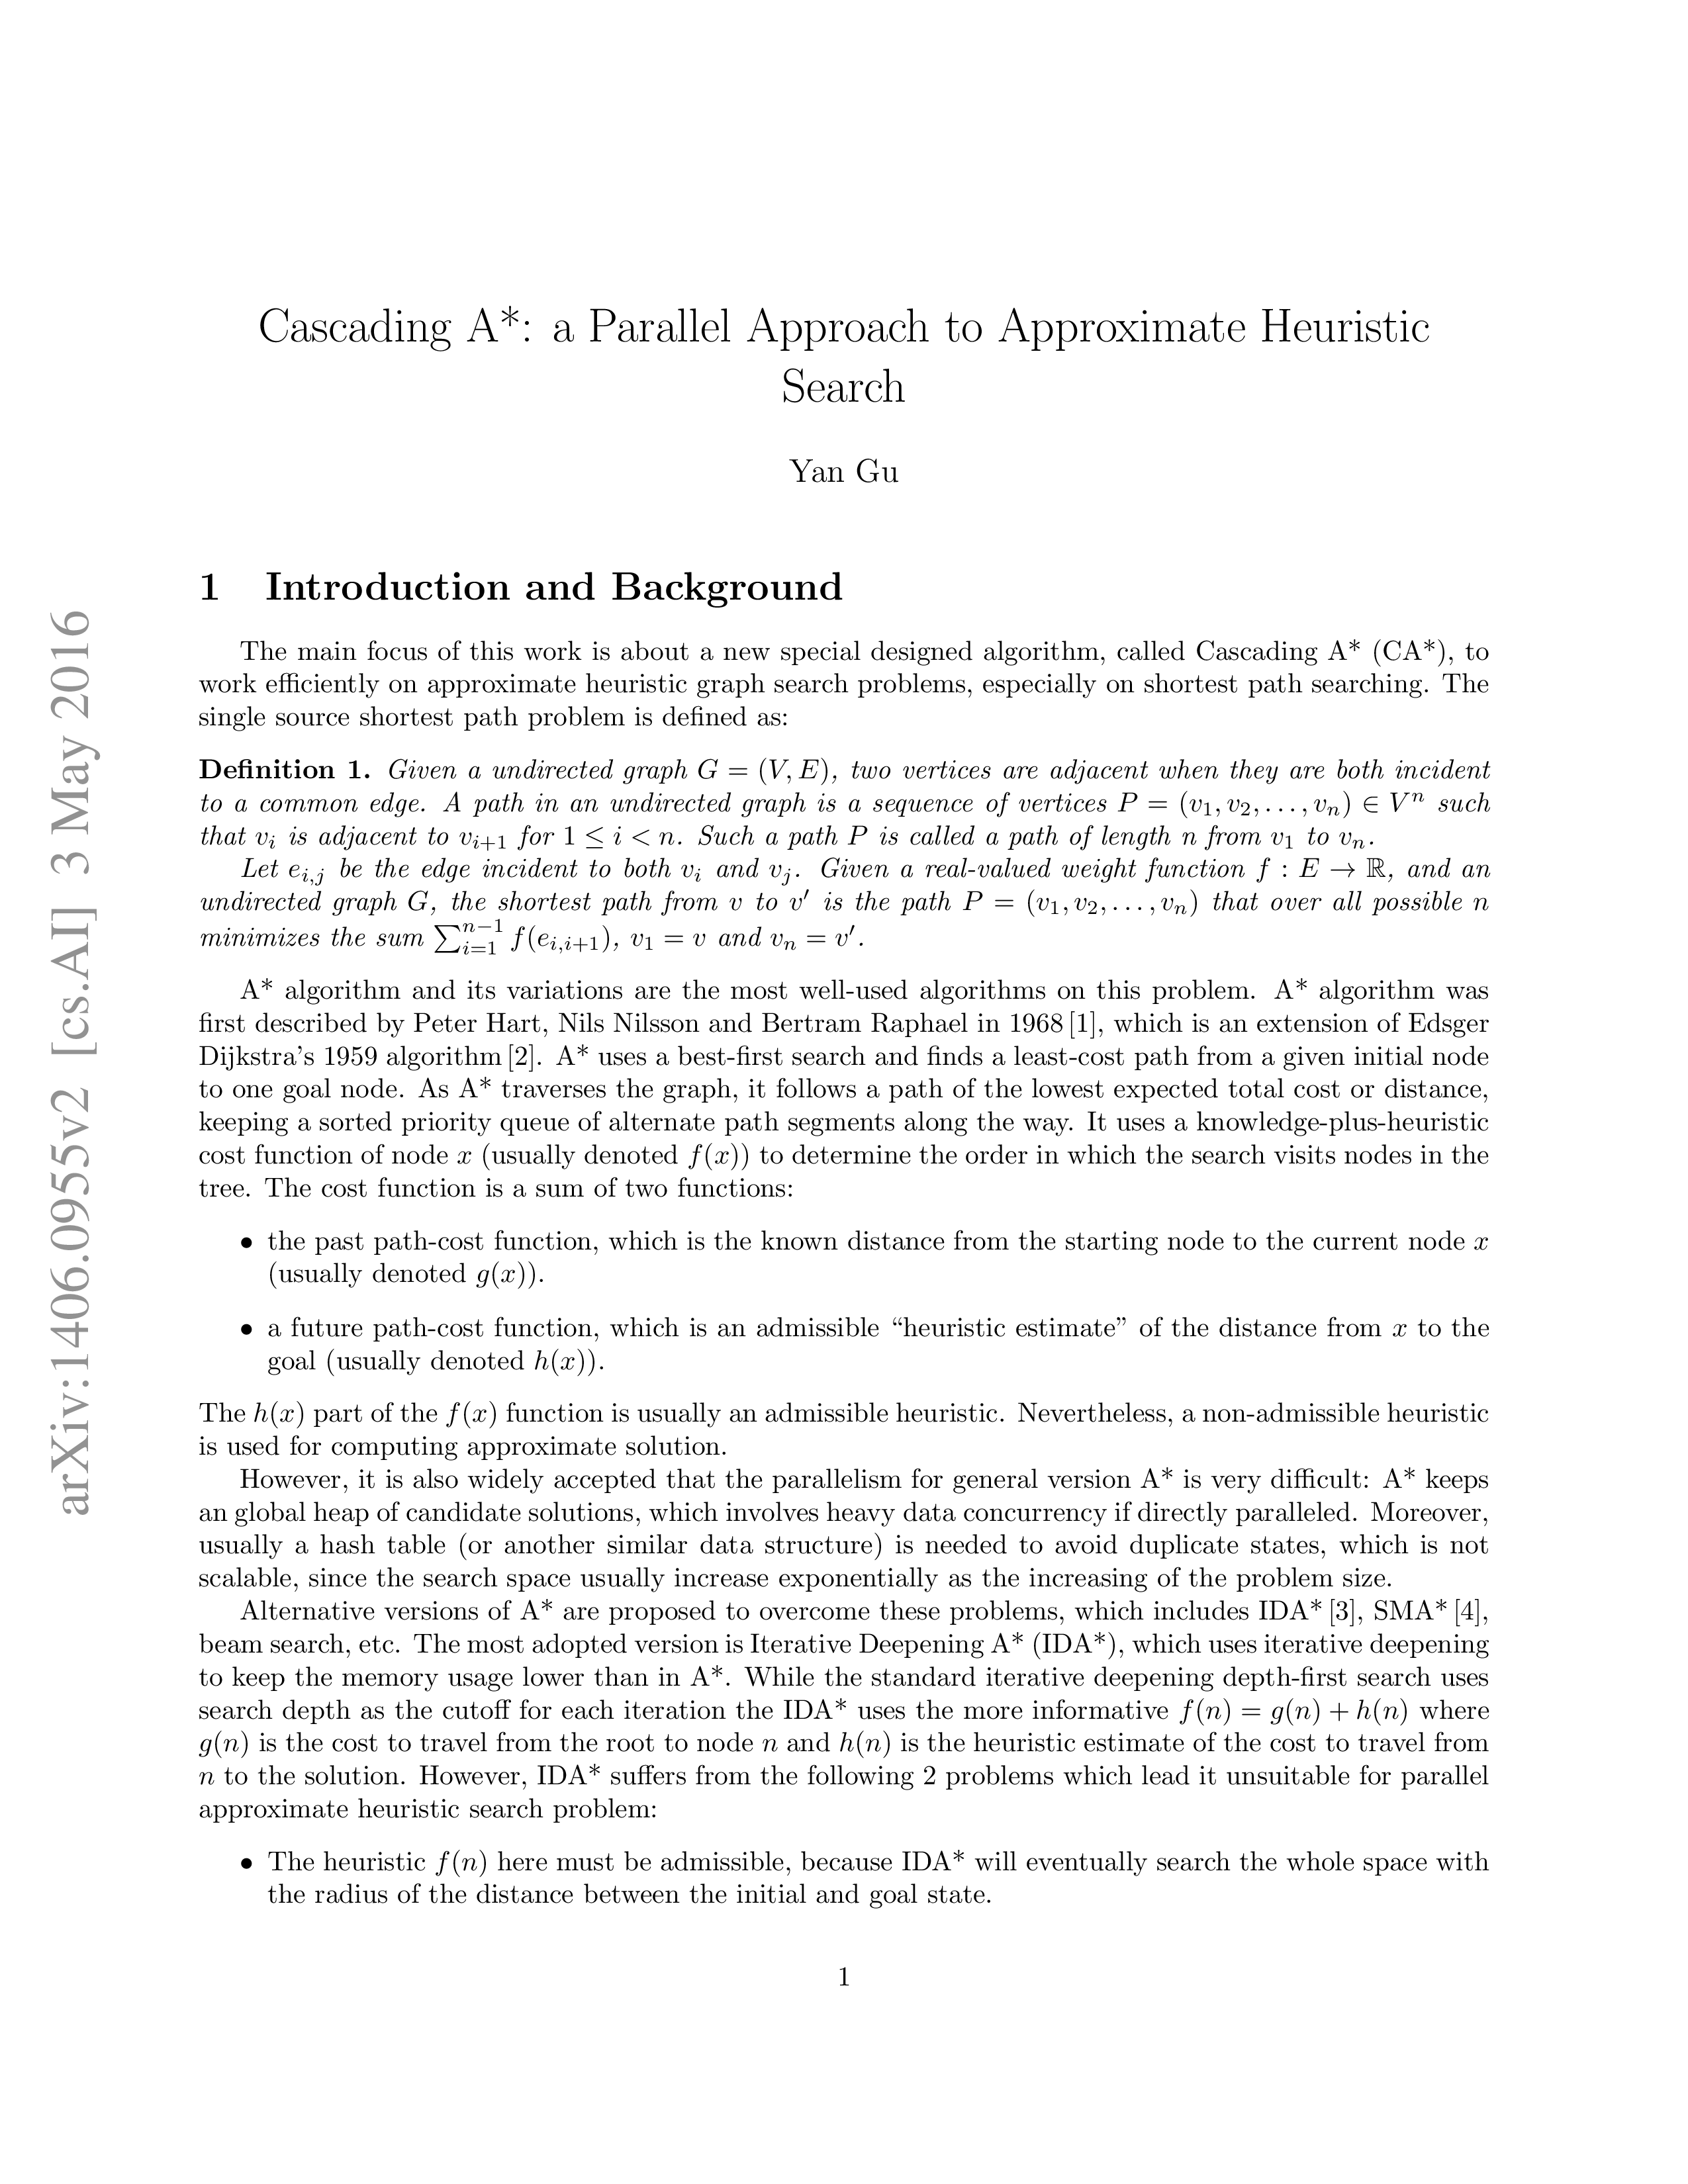 Cascading A*: a Parallel Approach to Approximate Heuristic
Search
Yan Gu
1 Introduction and Background
The main focus of this work is about a new special designed algorithm, called Cascading A* (CA*), to
work efficiently on approximate heuristic graph search problems, especially on shortest path searching. The
single source shortest path problem is defined as:
Definition 1. Given a undirected graph G = (V, E), two vertices are adjacent when they are both incident
to a common edge. A path in an undirected graph is a sequence of vertices P = (v₁, v₂, . . . , vₙ) ∈ Vⁿ such
that vᵢ is adjacent to vᵢ₊₁ for 1 ≤ i < n. Such a path P is called a path of length n from v₁ to vₙ.
Let e_{i,j} be the edge incident to both vᵢ and vⱼ. Given a real-valued weight function f : E → ℝ, and an
undirected graph G, the shortest path from v to v′ is the path P = (v₁, v₂, . . . , vₙ) that over all possible n
minimizes the sum ∑_{i=1}^{n−1} f(e_{i,i+1}), v₁ = v and vₙ = v′.
A* algorithm and its variations are the most well-used algorithms on this problem. A* algorithm was
first described by Peter Hart, Nils Nilsson and Bertram Raphael in 1968 [1], which is an extension of Edsger
Dijkstra's 1959 algorithm [2]. A* uses a best-first search and finds a least-cost path from a given initial node
to one goal node. As A* traverses the graph, it follows a path of the lowest expected total cost or distance,
keeping a sorted priority queue of alternate path segments along the way. It uses a knowledge-plus-heuristic
cost function of node x (usually denoted f(x)) to determine the order in which the search visits nodes in the
tree. The cost function is a sum of two functions:
• the past path-cost function, which is the known distance from the starting node to the current node x
(usually denoted g(x)).
• a future path-cost function, which is an admissible “heuristic estimate” of the distance from x to the
goal (usually denoted h(x)).
The h(x) part of the f(x) function is usually an admissible heuristic. Nevertheless, a non-admissible heuristic
is used for computing approximate solution.
However, it is also widely accepted that the parallelism for general version A* is very difficult: A* keeps
an global heap of candidate solutions, which involves heavy data concurrency if directly paralleled. Moreover,
usually a hash table (or another similar data structure) is needed to avoid duplicate states, which is not
scalable, since the search space usually increase exponentially as the increasing of the problem size.
Alternative versions of A* are proposed to overcome these problems, which includes IDA* [3], SMA* [4],
beam search, etc. The most adopted version is Iterative Deepening A* (IDA*), which uses iterative deepening
to keep the memory usage lower than in A*. While the standard iterative deepening depth-first search uses
search depth as the cutoff for each iteration the IDA* uses the more informative f(n) = g(n) + h(n) where
g(n) is the cost to travel from the root to node n and h(n) is the heuristic estimate of the cost to travel from
n to the solution. However, IDA* suffers from the following 2 problems which lead it unsuitable for parallel
approximate heuristic search problem:
• The heuristic f(n) here must be admissible, because IDA* will eventually search the whole space with
the radius of the distance between the initial and goal state.
1
arXiv:1406.0955v2 [cs.AI] 3 May 2016